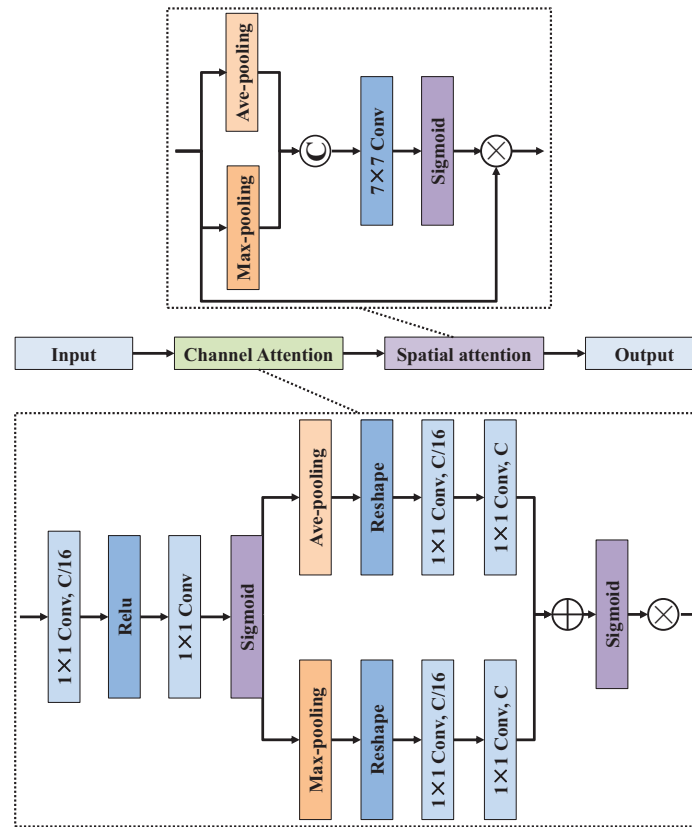 Ave-pooling
Max-pooling
C
7×7 Conv
Sigmoid
Input
Channel Attention
Spatial attention
Output
1×1 Conv, C/16
Relu
1×1 Conv
Sigmoid
Ave-pooling
Reshape
1×1 Conv, C/16
1×1 Conv, C
Max-pooling
Reshape
1×1 Conv, C/16
1×1 Conv, C
Sigmoid